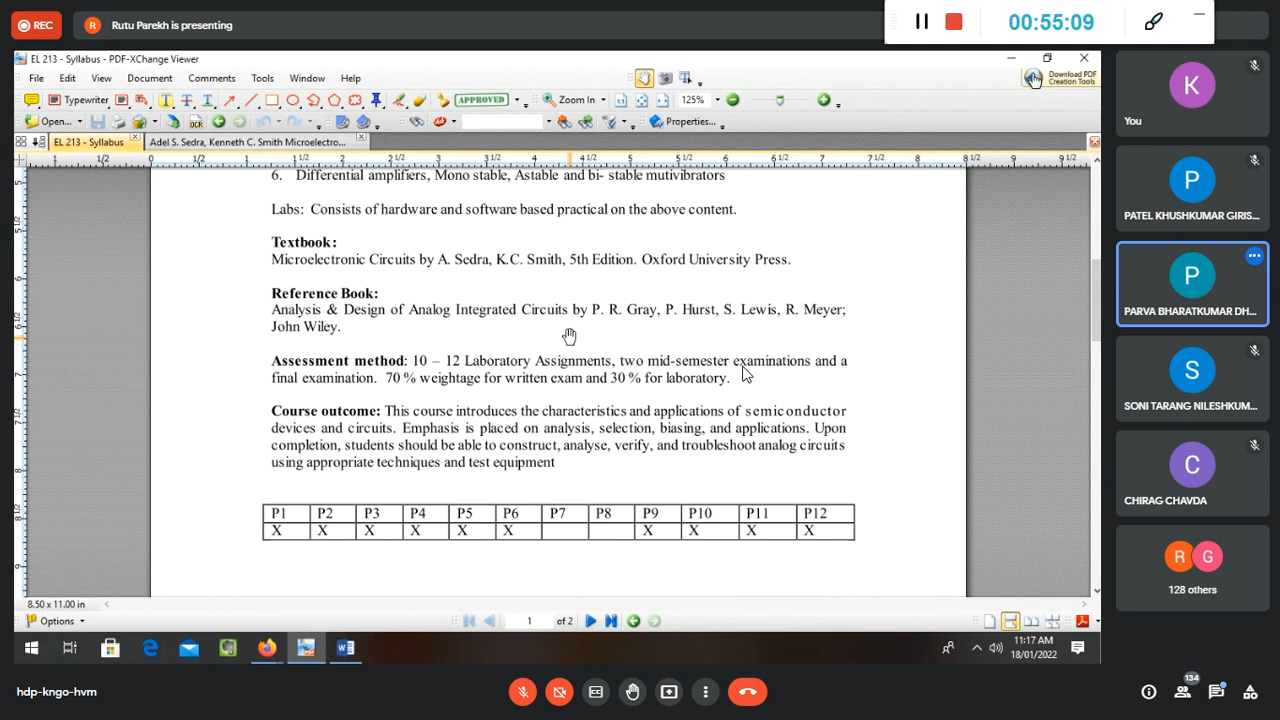 REC
R
Rutu Parekh is presenting
00:55:09
EL 213 - Syllabus - PDF-XChange Viewer
File Edit View Document Comments Tools Window Help
Download PDF
Creation Tools
Typewriter
APPROVED
Zoom In
125%
Open...
OCR
Properties...
EL 213 - Syllabus
Adel S. Sedra, Kenneth C. Smith Microelectro...
6. Differential amplifiers, Mono stable, Astable and bi- stable mutivibrators
Labs: Consists of hardware and software based practical on the above content.
Textbook:
Microelectronic Circuits by A. Sedra, K.C. Smith, 5th Edition. Oxford University Press.
Reference Book:
Analysis & Design of Analog Integrated Circuits by P. R. Gray, P. Hurst, S. Lewis, R. Meyer;
John Wiley.
Assessment method: 10 – 12 Laboratory Assignments, two mid-semester examinations and a
final examination. 70 % weightage for written exam and 30 % for laboratory.
Course outcome: This course introduces the characteristics and applications of semiconductor
devices and circuits. Emphasis is placed on analysis, selection, biasing, and applications. Upon
completion, students should be able to construct, analyse, verify, and troubleshoot analog circuits
using appropriate techniques and test equipment
P1 P2 P3 P4 P5 P6 P7 P8 P9 P10 P11 P12
X X X X X X X X X X
8.50 x 11.00 in
Options
1 of 2
11:17 AM
18/01/2022
K
You
P
PATEL KHUSHKUMAR GIRIS...
P
PARVA BHARATKUMAR DH...
S
SONI TARANG NILESHKUM...
C
CHIRAG CHAVDA
R G
128 others
hdp-kngo-hvm
134